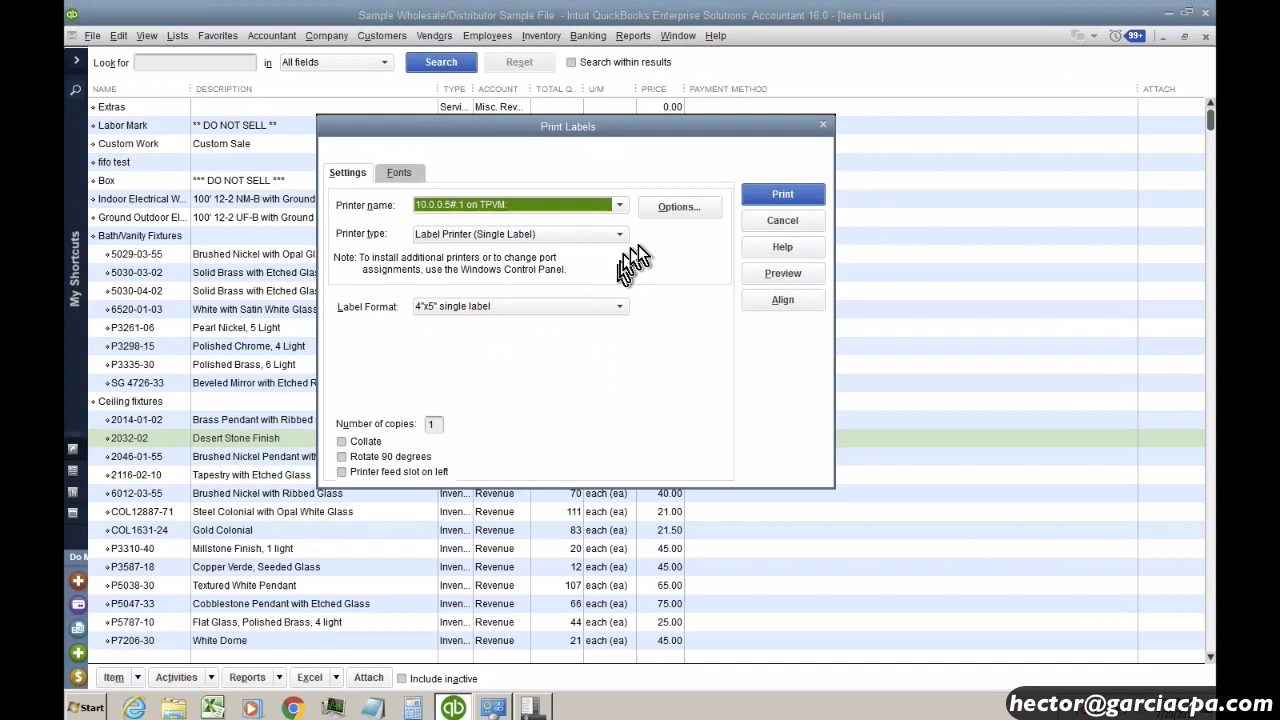 Sample Wholesale/Distributor Sample File - Intuit QuickBooks Enterprise Solutions: Accountant 16.0 - [Item List]
File Edit View Lists Favorites Accountant Company Customers Vendors Employees Inventory Banking Reports Window Help 99+
Look for in All fields Search Reset Search within results
NAME DESCRIPTION TYPE ACCOUNT TOTAL Q... U/M PRICE PAYMENT METHOD ATTACH
Extras Servi... Misc. Rev... 0.00
Labor Mark ** DO NOT SELL **
Custom Work Custom Sale
fifo test
Box *** DO NOT SELL ***
Indoor Electrical W... 100' 12-2 NM-B with Ground
Ground Outdoor El... 100' 12-2 UF-B with Ground
Bath/Vanity Fixtures
5029-03-55 Brushed Nickel with Opal Gl
5030-03-02 Solid Brass with Etched Glass
5030-04-02 Solid Brass with Etched Glass
6520-01-03 White with Satin White Glass
P3261-06 Pearl Nickel, 5 Light
P3298-15 Polished Chrome, 4 Light
P3335-30 Polished Brass, 6 Light
SG 4726-33 Beveled Mirror with Etched F
Ceiling fixtures
2014-01-02 Brass Pendant with Ribbed
2032-02 Desert Stone Finish
2046-01-55 Brushed Nickel Pendant with
2116-02-10 Tapestry with Etched Glass
6012-03-55 Brushed Nickel with Ribbed Glass Inven... Revenue 70 each (ea) 40.00
COL12887-71 Steel Colonial with Opal White Glass Inven... Revenue 111 each (ea) 21.00
COL1631-24 Gold Colonial Inven... Revenue 83 each (ea) 21.50
P3310-40 Millstone Finish, 1 light Inven... Revenue 20 each (ea) 45.00
P3587-18 Copper Verde, Seeded Glass Inven... Revenue 12 each (ea) 45.00
P5038-30 Textured White Pendant Inven... Revenue 107 each (ea) 65.00
P5047-33 Cobblestone Pendant with Etched Glass Inven... Revenue 66 each (ea) 75.00
P5787-10 Flat Glass, Polished Brass, 4 light Inven... Revenue 44 each (ea) 25.00
P7206-30 White Dome Inven... Revenue 21 each (ea) 45.00
My Shortcuts
Do M
Print Labels
Settings Fonts
Printer name: 10.0.0.5#:1 on TPVM: Options...
Printer type: Label Printer (Single Label)
Note: To install additional printers or to change port
assignments, use the Windows Control Panel.
Label Format: 4"x5" single label
Number of copies: 1
Collate
Rotate 90 degrees
Printer feed slot on left
Print
Cancel
Help
Preview
Align
Item Activities Reports Excel Attach Include inactive
Start
hector@garciacpa.com